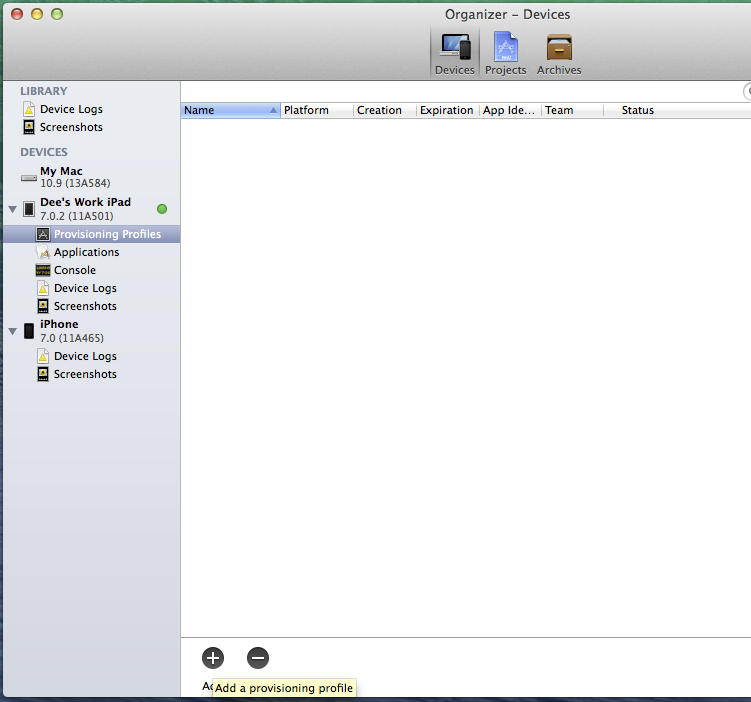 Organizer – Devices
Devices Projects Archives
LIBRARY
Device Logs
Screenshots
DEVICES
My Mac
10.9 (13A584)
Dee's Work iPad
7.0.2 (11A501)
Provisioning Profiles
Applications
Console
Device Logs
Screenshots
iPhone
7.0 (11A465)
Device Logs
Screenshots
Name Platform Creation Expiration App Ide... Team Status
Add a provisioning profile